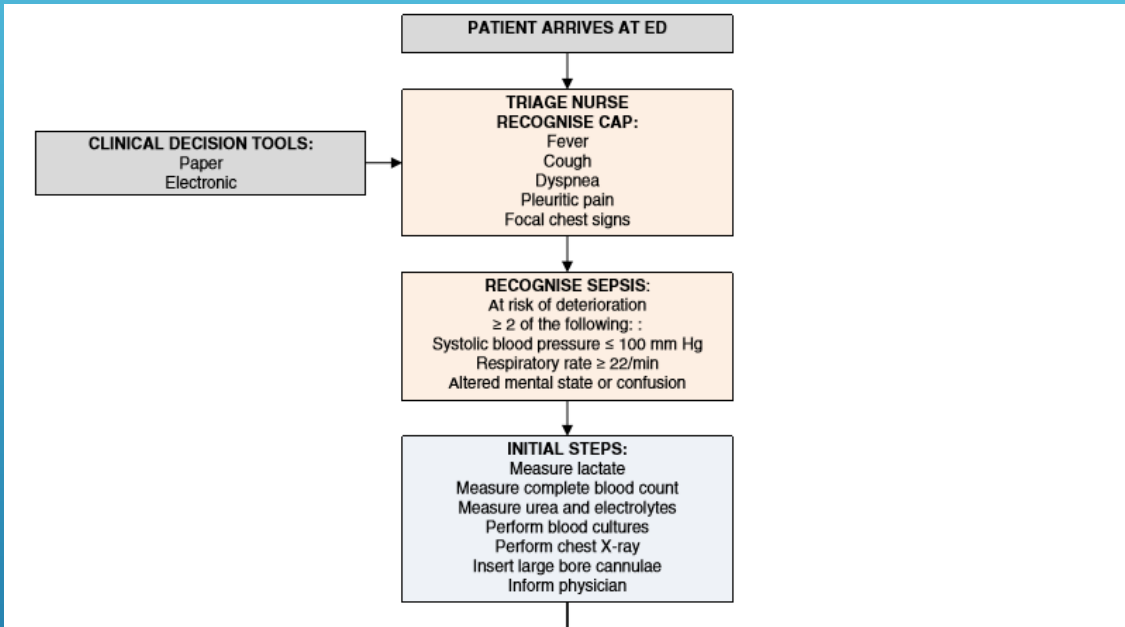 PATIENT ARRIVES AT ED
TRIAGE NURSE
RECOGNISE CAP:
Fever
Cough
Dyspnea
Pleuritic pain
Focal chest signs
CLINICAL DECISION TOOLS:
Paper
Electronic
RECOGNISE SEPSIS:
At risk of deterioration
≥ 2 of the following: :
Systolic blood pressure ≤ 100 mm Hg
Respiratory rate ≥ 22/min
Altered mental state or confusion
INITIAL STEPS:
Measure lactate
Measure complete blood count
Measure urea and electrolytes
Perform blood cultures
Perform chest X-ray
Insert large bore cannulae
Inform physician